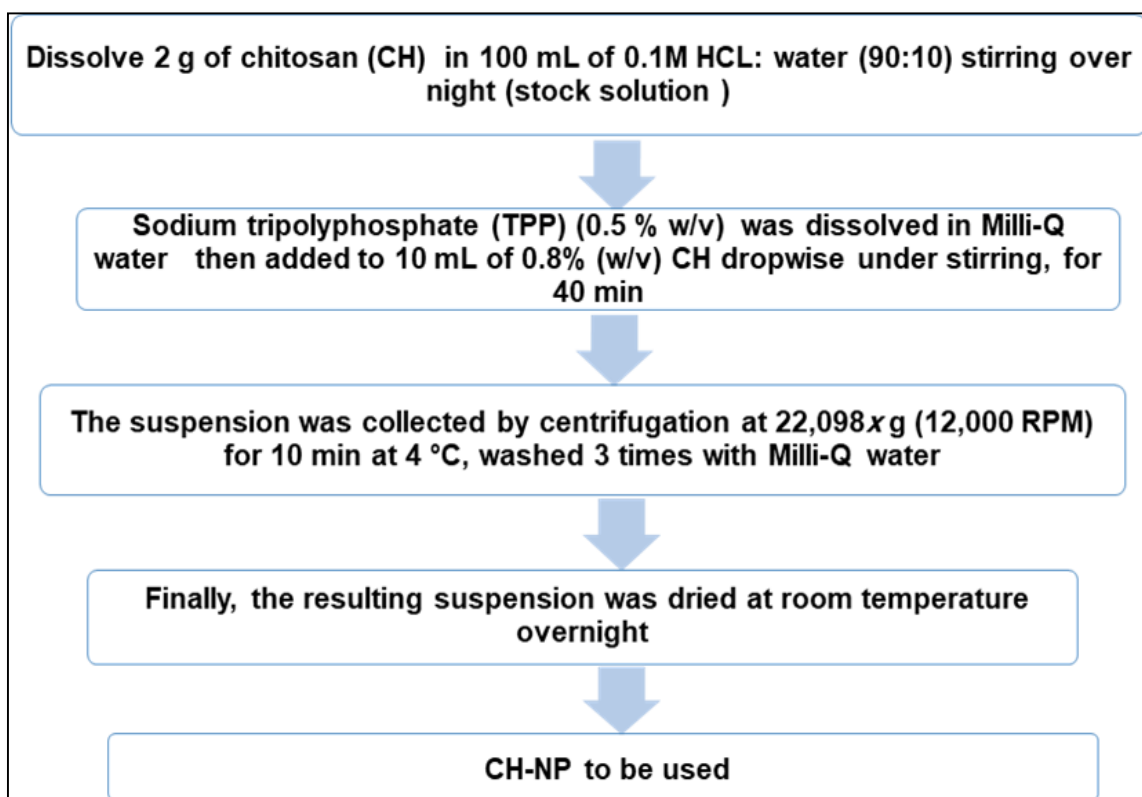 Dissolve 2 g of chitosan (CH) in 100 mL of 0.1M HCL: water (90:10) stirring over
night (stock solution )
Sodium tripolyphosphate (TPP) (0.5 % w/v) was dissolved in Milli-Q
water then added to 10 mL of 0.8% (w/v) CH dropwise under stirring, for
40 min
The suspension was collected by centrifugation at 22,098x g (12,000 RPM)
for 10 min at 4 °C, washed 3 times with Milli-Q water
Finally, the resulting suspension was dried at room temperature
overnight
CH-NP to be used